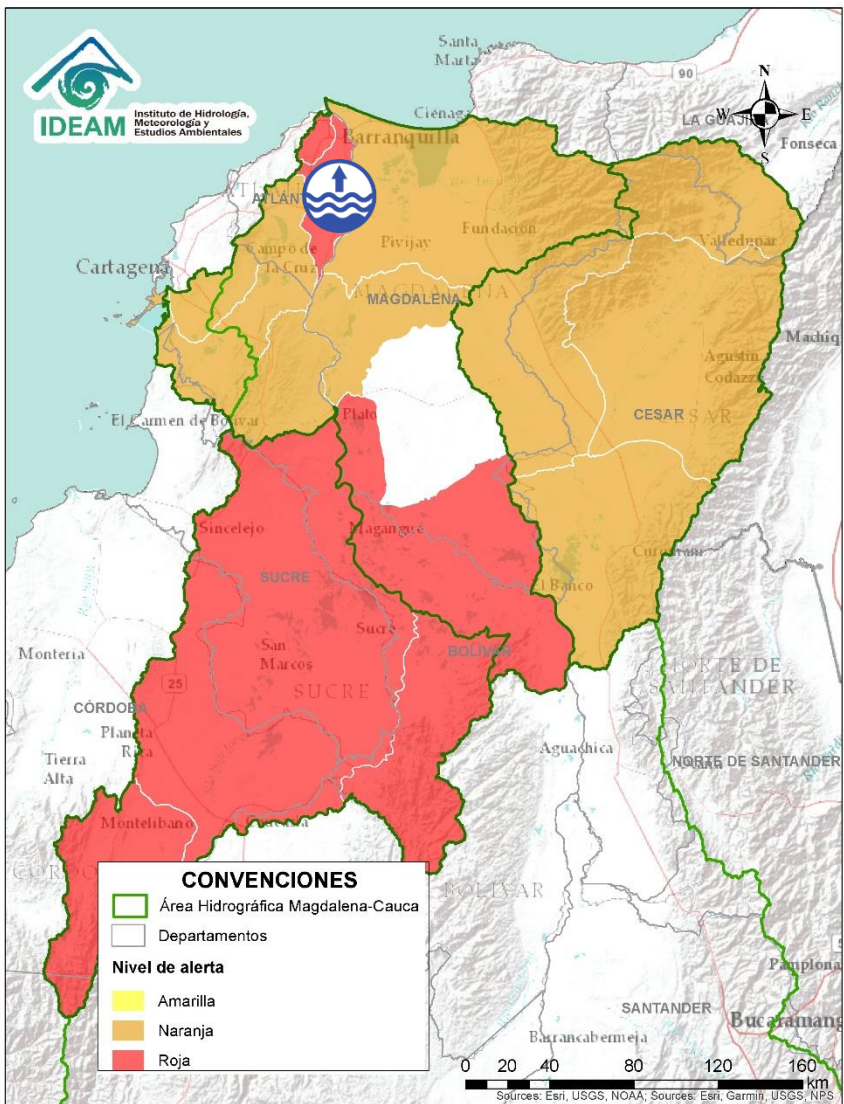 IDEAM
Instituto de Hidrología,
Meteorología y
Estudios Ambientales
Santa
Marta
90
N
E
S
LA GUAJIRA
Ciénaga
Fonseca
Barranquilla
Fundación
Valledupar
Pivijay
Campo de
la Cruz
Cartagena
MAGDALENA
MAGDALENA
Agustín
Codazzi
CESAR
CESAR
El Carmen de Bolívar
Plato
Sincelejo
Magangué
SUCRE
El Banco
Sucre
BOLÍVAR
San
Marcos
SUCRE
Montería
25
NORTE DE
SANTANDER
CÓRDOBA
Planeta
Rica
Aguachica
Tierra
Alta
NORTE DE SANTANDER
Montelíbano
BOLÍVAR
CONVENCIONES
Área Hidrográfica Magdalena-Cauca
Departamentos
Nivel de alerta
Amarilla
Naranja
Roja
Pamplona
SANTANDER
Bucaramang
Barrancabermeja
0 20 40 80 120 160
km
Sources: Esri, USGS, NOAA; Sources: Esri, Garmin, USGS, NPS